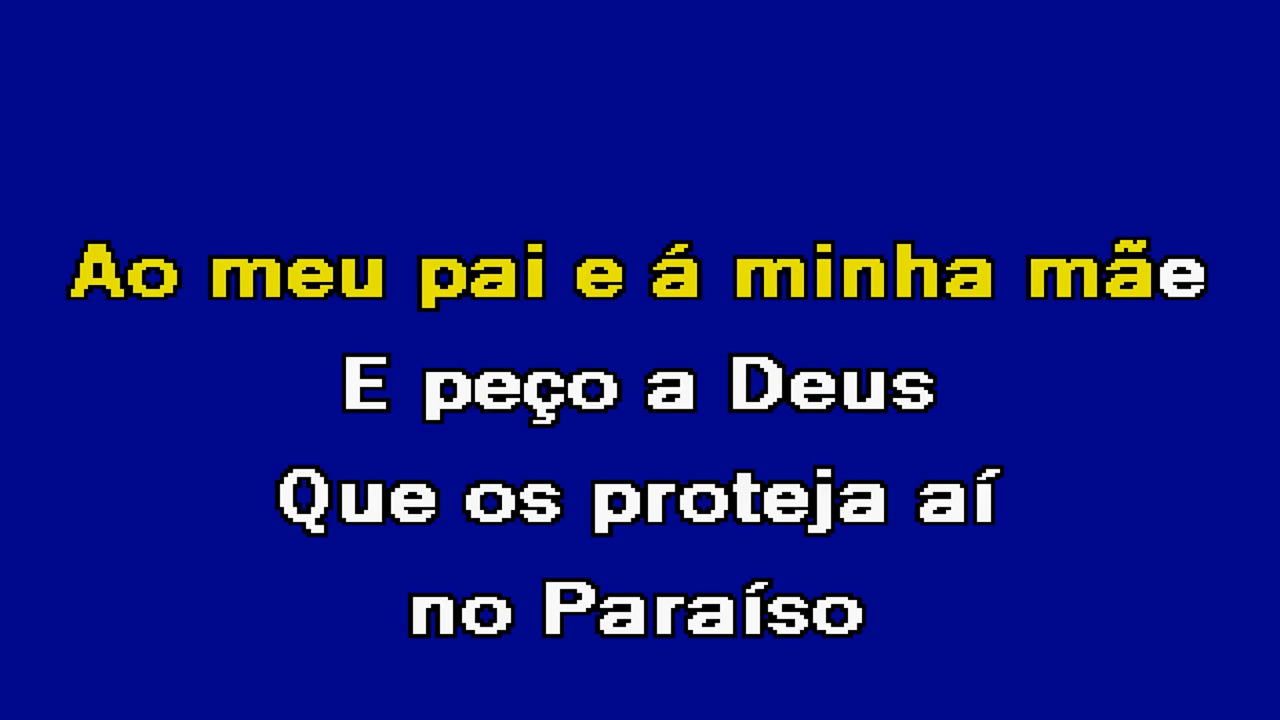 Ao meu pai e á minha mãe
E peço a Deus
Que os proteja aí
no Paraíso